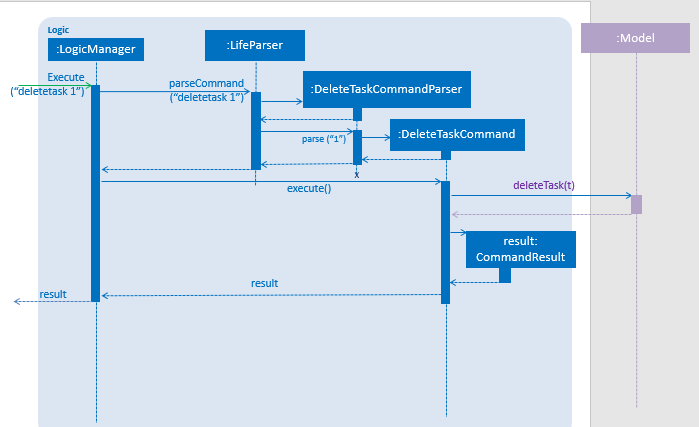 Logic
:LogicManager
:LifeParser
:Model
Execute
(“deletetask 1”)
parseCommand
(“deletetask 1”)
:DeleteTaskCommandParser
parse (“1”)
:DeleteTaskCommand
x
execute()
deleteTask(t)
result:
CommandResult
result
result